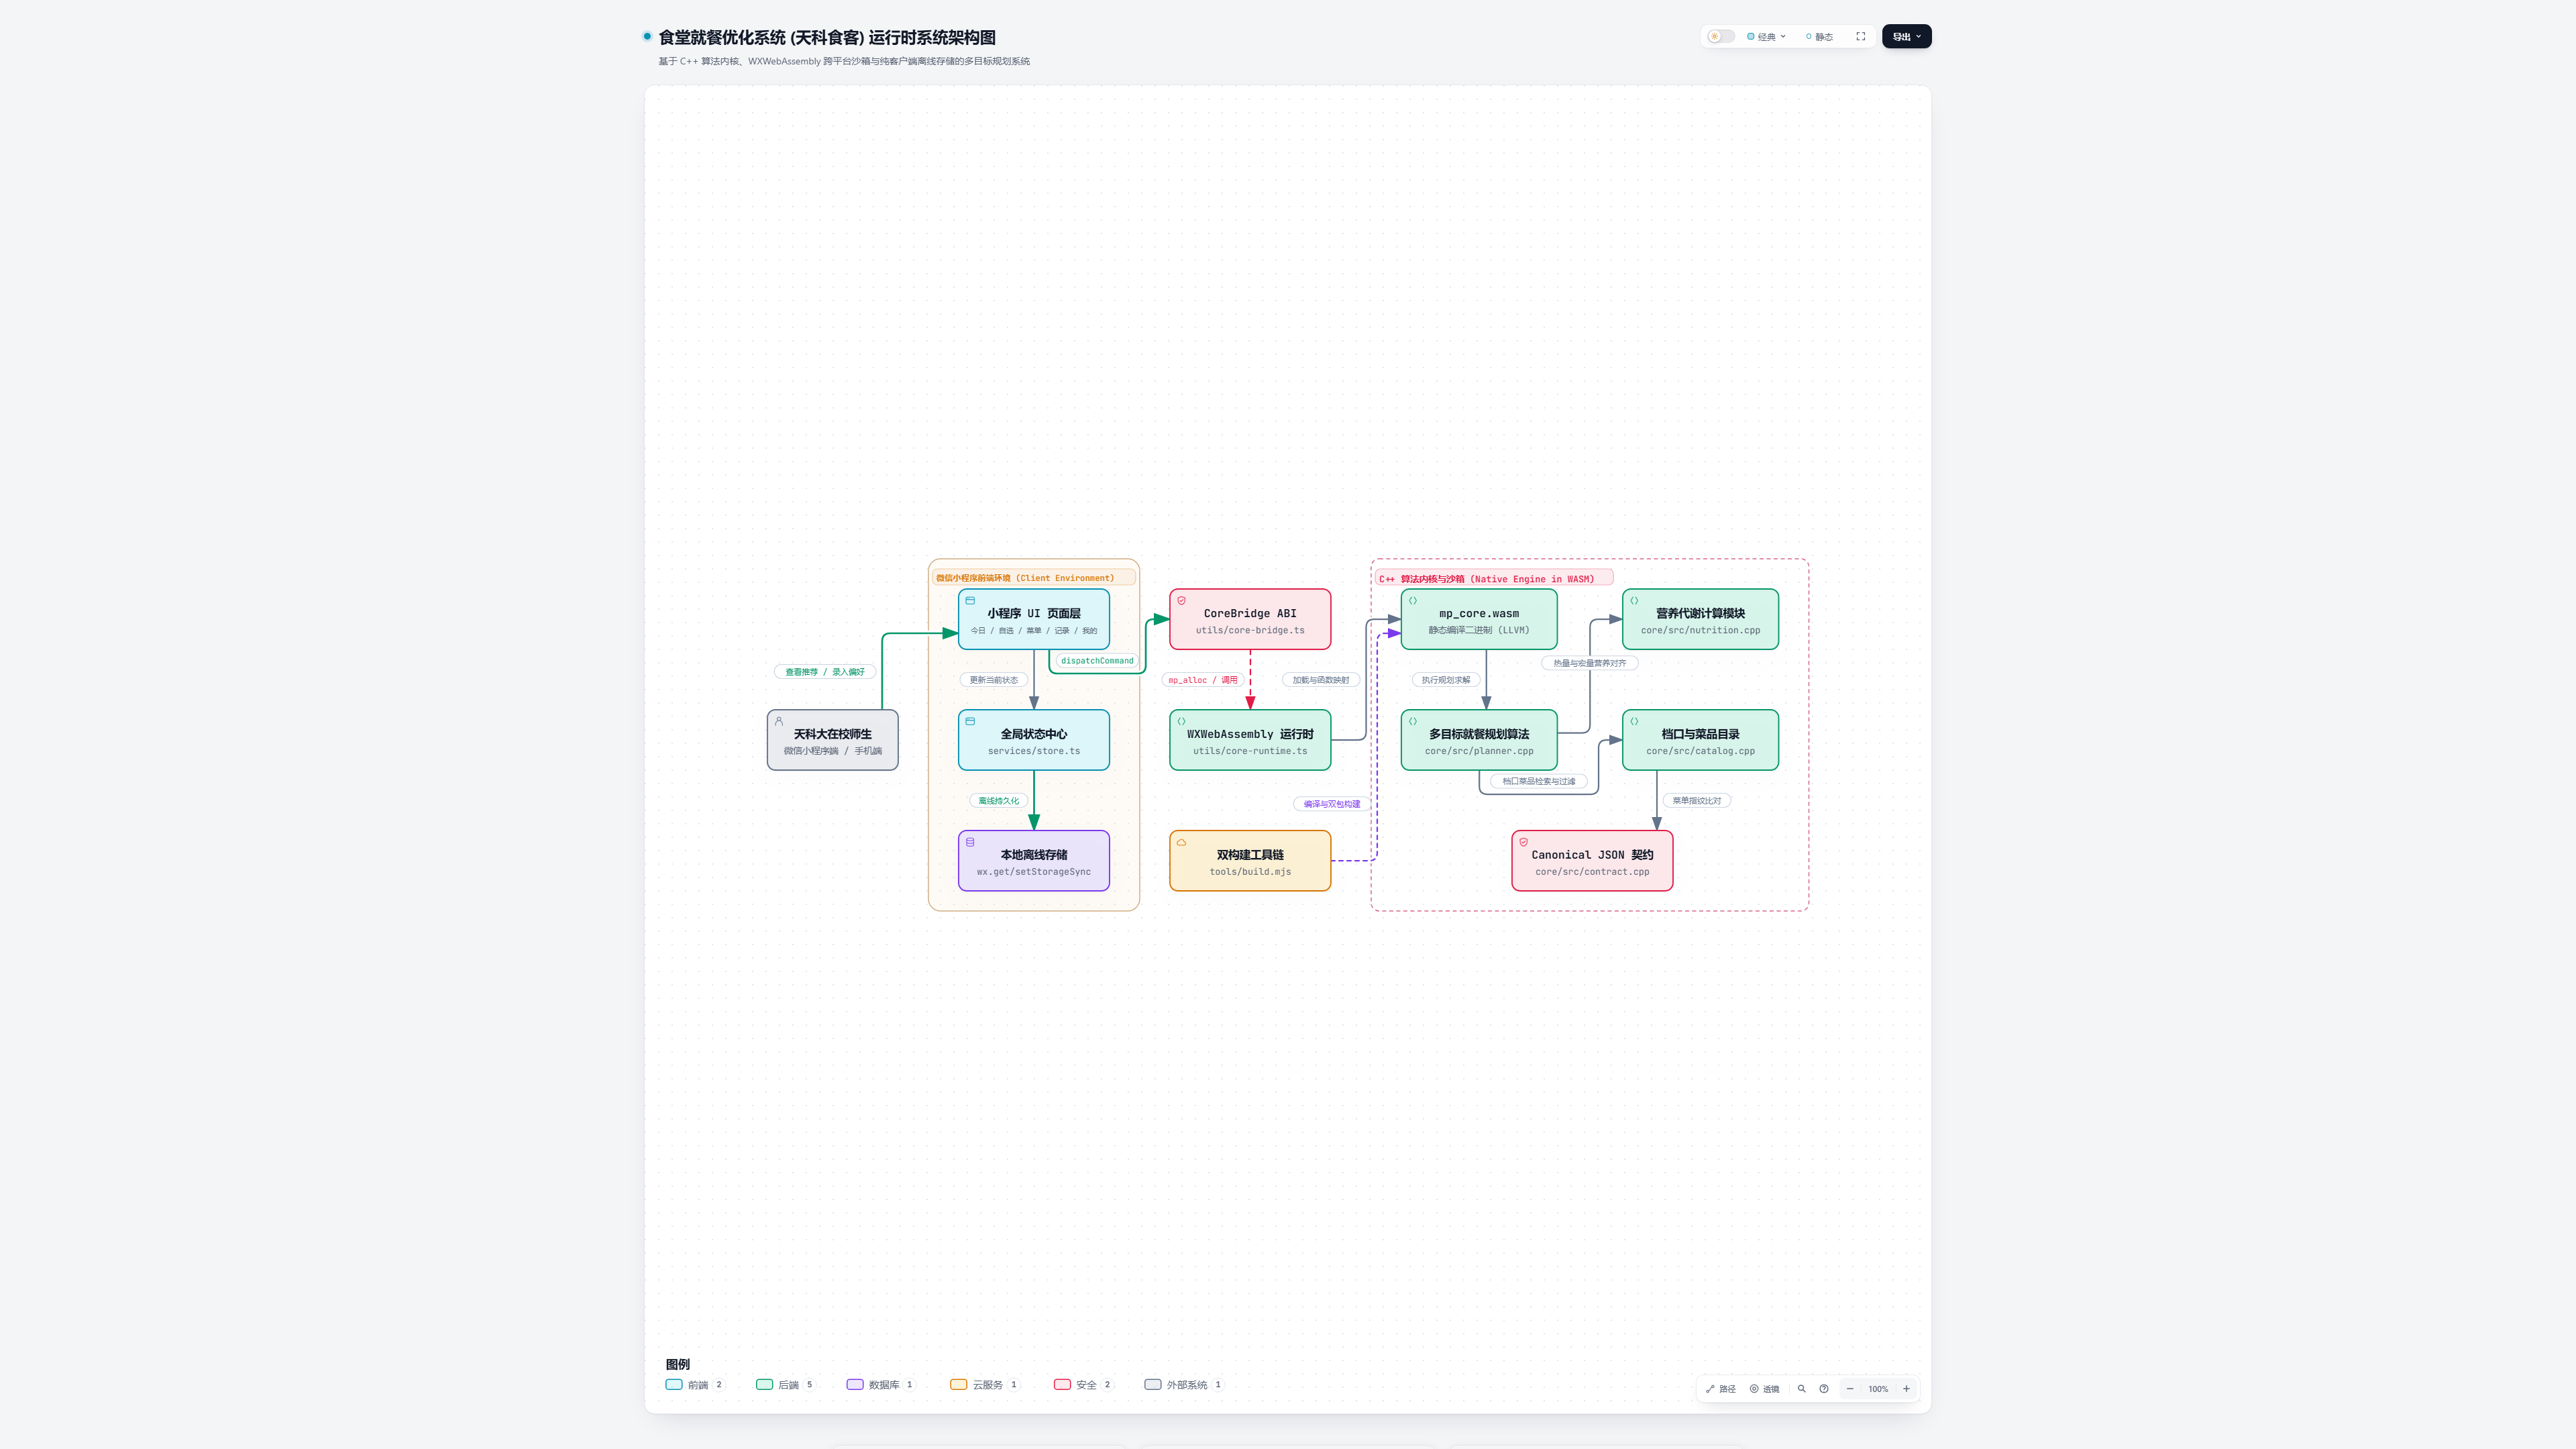 食堂就餐优化系统 (天科食客) 运行时系统架构图
基于 C++ 算法内核、WXWebAssembly 跨平台沙箱与纯客户端离线存储的多目标规划系统
经典
静态
导出
微信小程序前端环境 (Client Environment)
C++ 算法内核与沙箱 (Native Engine in WASM)
小程序 UI 页面层
今日 / 自选 / 菜单 / 记录 / 我的
CoreBridge ABI
utils/core-bridge.ts
mp_core.wasm
静态编译二进制 (LLVM)
营养代谢计算模块
core/src/nutrition.cpp
dispatchCommand
热量与宏量营养对齐
查看推荐 / 录入偏好
更新当前状态
mp_alloc / 调用
加载与函数映射
执行规划求解
天科大在校师生
微信小程序端 / 手机端
全局状态中心
services/store.ts
WXWebAssembly 运行时
utils/core-runtime.ts
多目标就餐规划算法
core/src/planner.cpp
档口与菜品目录
core/src/catalog.cpp
档口菜品检索与过滤
离线持久化
编译与双包构建
菜单指纹比对
本地离线存储
wx.get/setStorageSync
双构建工具链
tools/build.mjs
Canonical JSON 契约
core/src/contract.cpp
图例
前端 2
后端 5
数据库 1
云服务 1
安全 2
外部系统 1
路径
透镜
100%